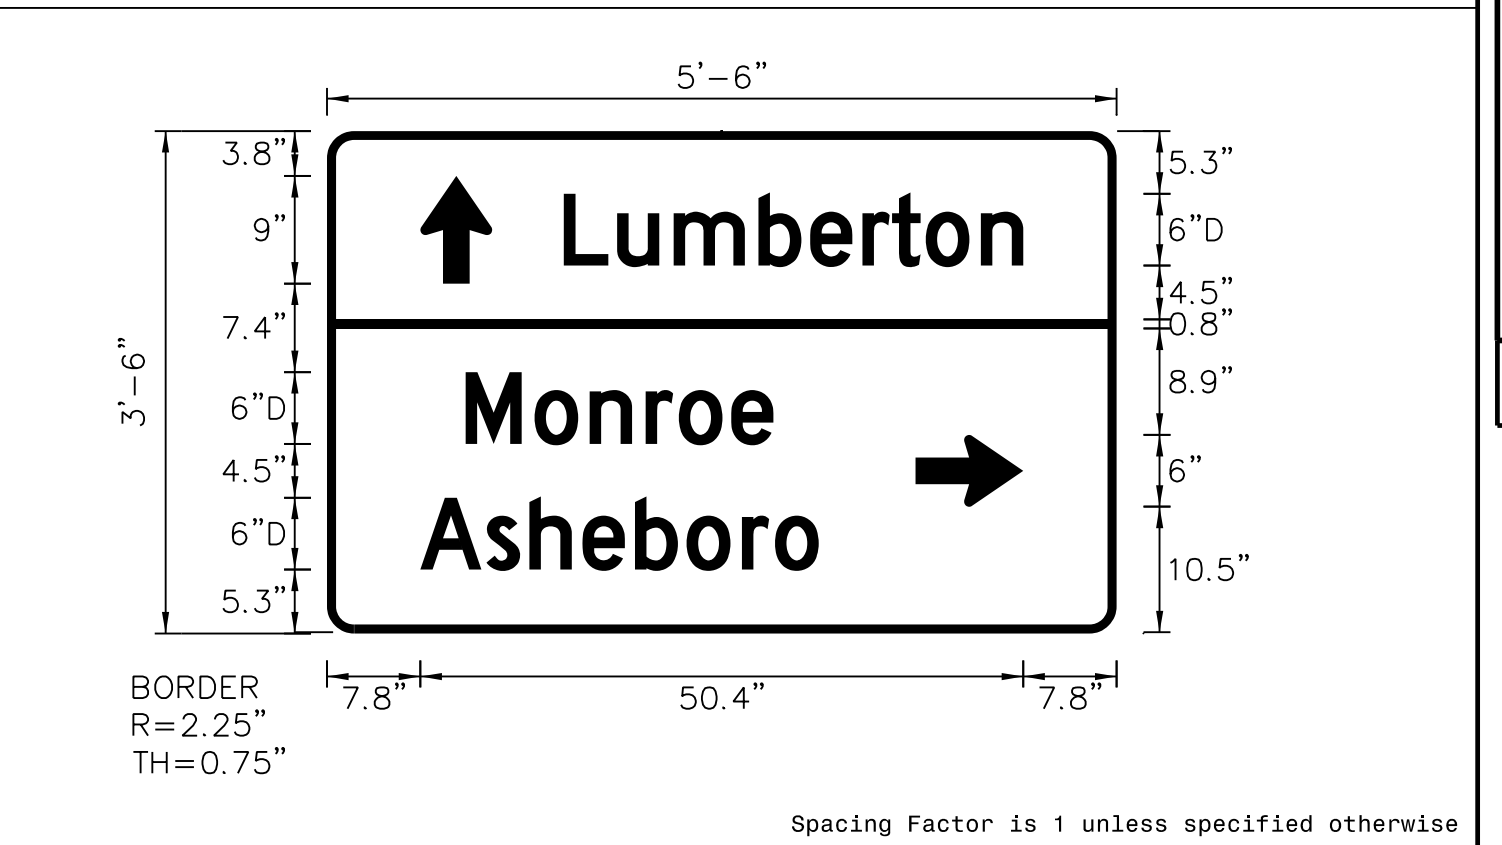 5'-6"
3.8"
5.3"
9"
Lumberton
6"D
4.5"
7.4"
0.8"
3'-6"
8.9"
6"D
Monroe
4.5"
6"
6"D
Asheboro
10.5"
5.3"
7.8"
50.4"
7.8"
BORDER
R=2.25"
TH=0.75"
Spacing Factor is 1 unless specified otherwise